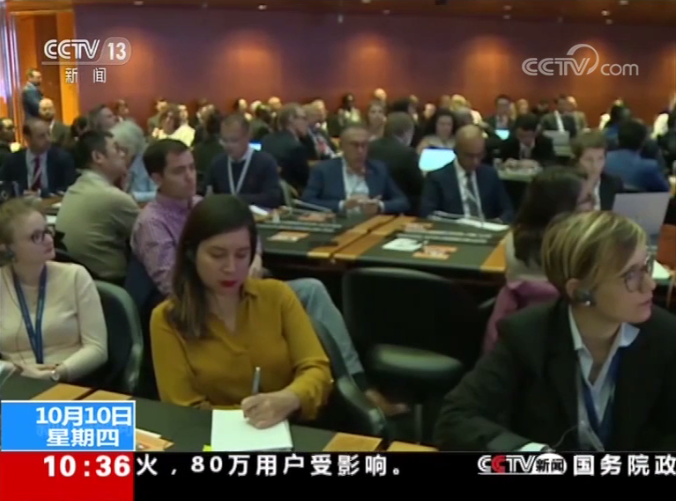 CCTV 13
新闻
CCTV com
10月10日
星期四
10:36 火，80万用户受影响。 CCTV新闻 国务院政